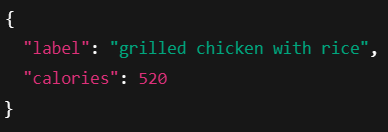 {
  "label": "grilled chicken with rice",
  "calories": 520
}